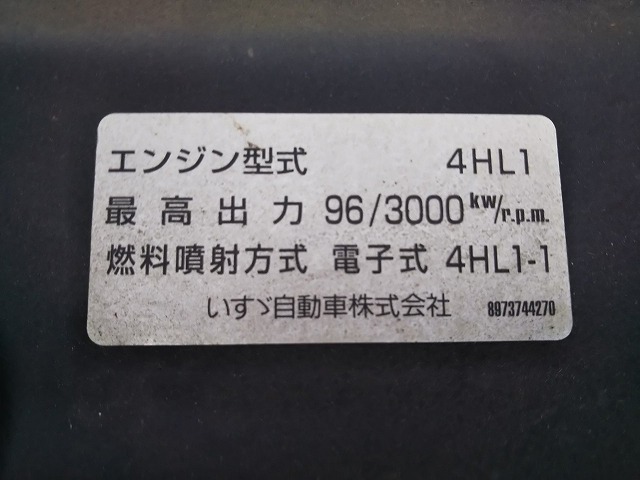 エンジン型式 4HL1
最高出力 96/3000 kw/r.p.m.
燃料噴射方式 電子式 4HL1-1
いすゞ自動車株式会社 8973744270